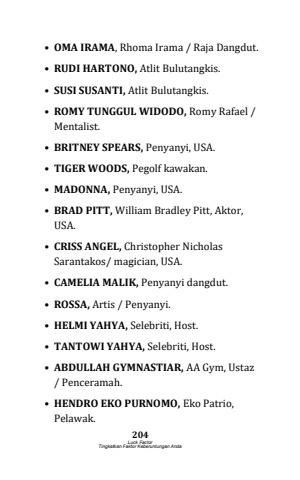 • OMA IRAMA, Rhoma Irama / Raja Dangdut.
• RUDI HARTONO, Atlit Bulutangkis.
• SUSI SUSANTI, Atlit Bulutangkis.
• ROMY TUNGGUL WIDODO, Romy Rafael /
Mentalist.
• BRITNEY SPEARS, Penyanyi, USA.
• TIGER WOODS, Pegolf kawakan.
• MADONNA, Penyanyi, USA.
• BRAD PITT, William Bradley Pitt, Aktor,
USA.
• CRISS ANGEL, Christopher Nicholas
Sarantakos/ magician, USA.
• CAMELIA MALIK, Penyanyi dangdut.
• ROSSA, Artis / Penyanyi.
• HELMI YAHYA, Selebriti, Host.
• TANTOWI YAHYA, Selebriti, Host.
• ABDULLAH GYMNASTIAR, AA Gym, Ustaz
/ Penceramah.
• HENDRO EKO PURNOMO, Eko Patrio,
Pelawak.
204
Luck Factor
Tingkatkan Faktor Keberuntungan Anda